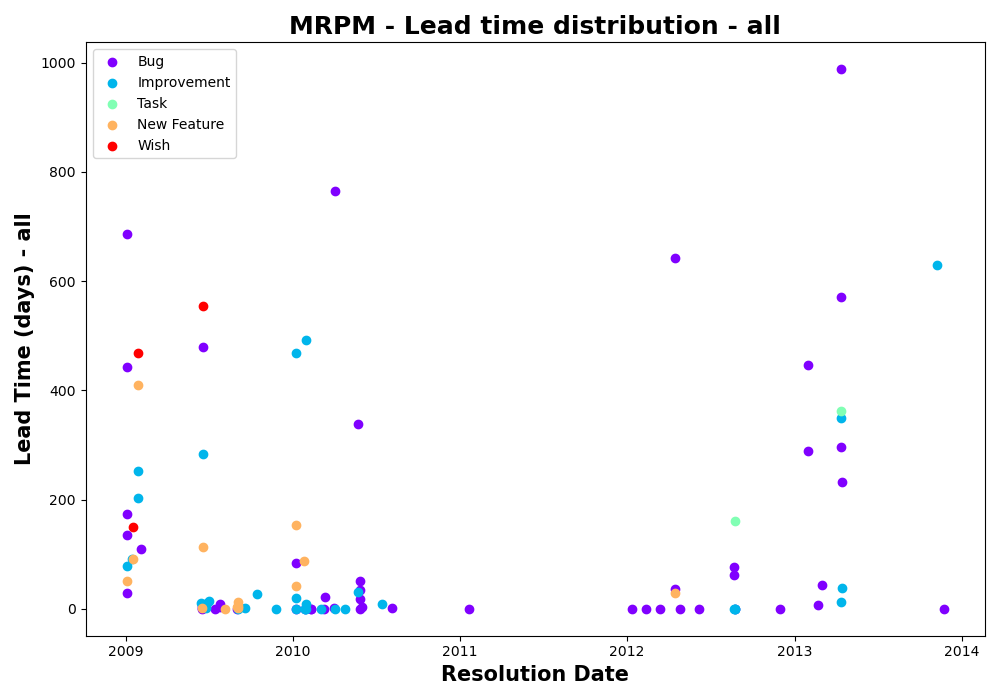 MRPM - Lead time distribution - all
Bug
Improvement
Task
New Feature
Wish
Lead Time (days) - all
1000
800
600
400
200
0
2009 2010 2011 2012 2013 2014
Resolution Date